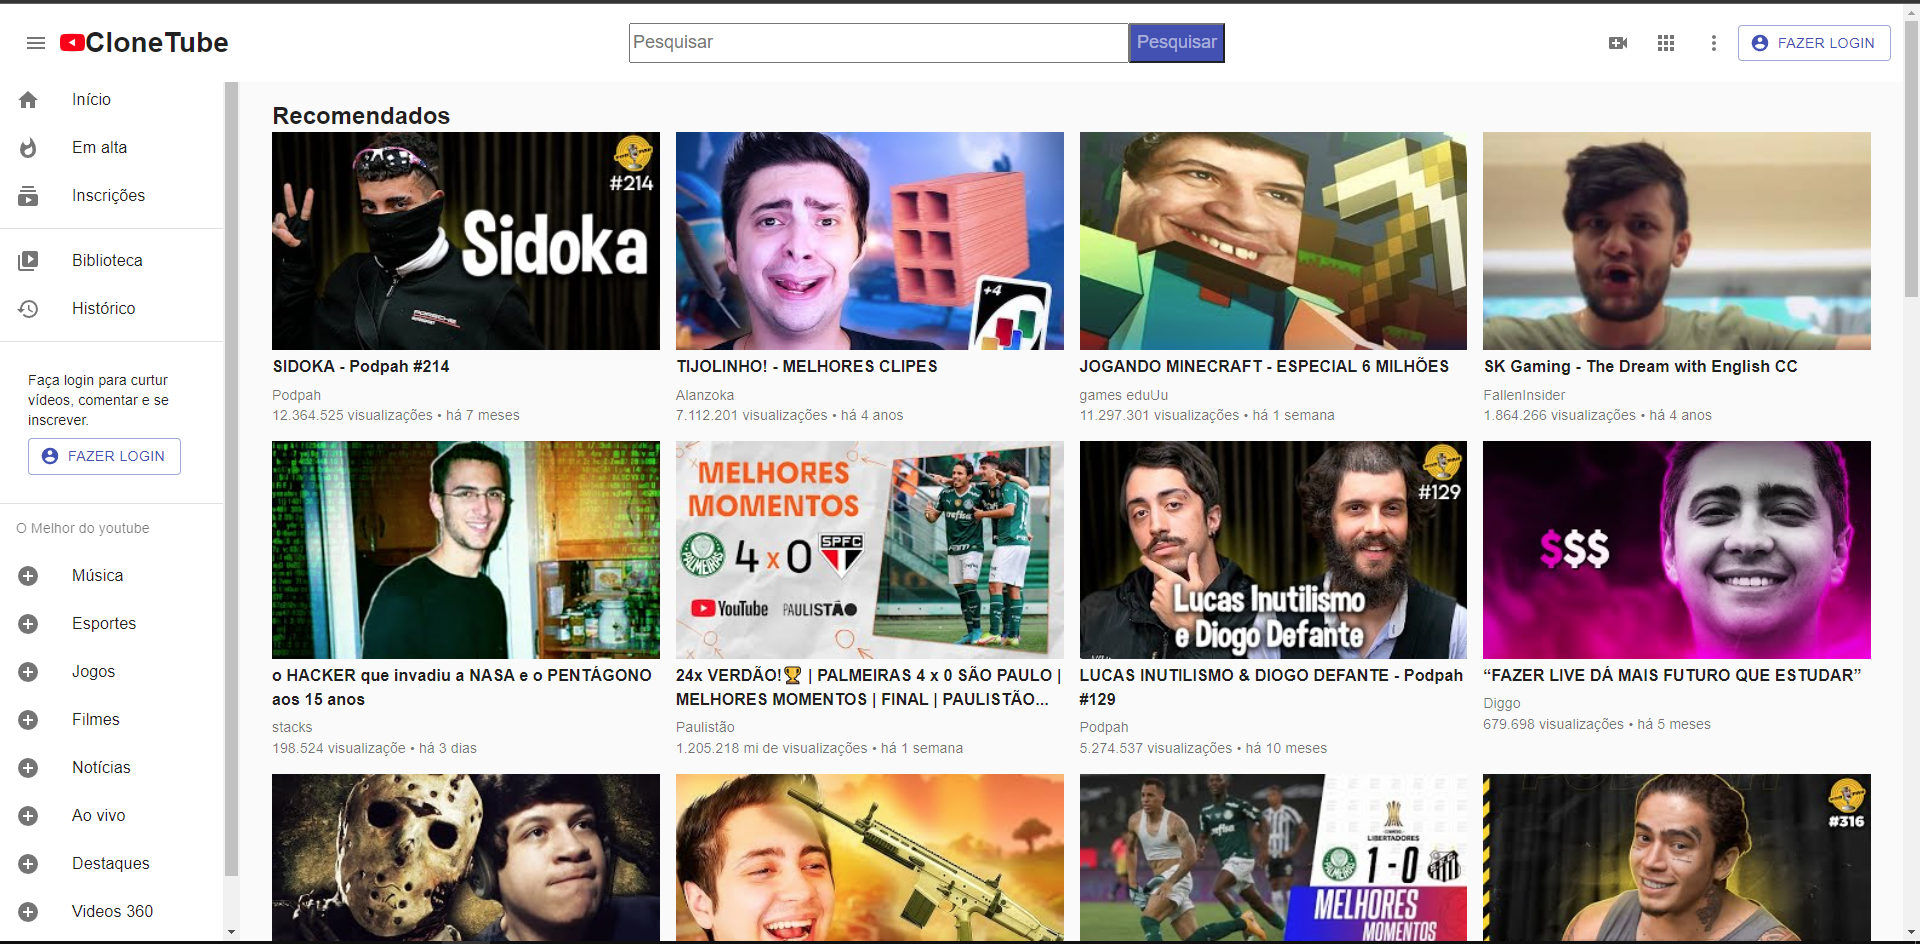 CloneTube
Pesquisar
Pesquisar
FAZER LOGIN
Início
Em alta
Inscrições
Biblioteca
Histórico
Faça login para curtur
vídeos, comentar e se
inscrever.
FAZER LOGIN
O Melhor do youtube
Música
Esportes
Jogos
Filmes
Notícias
Ao vivo
Destaques
Videos 360
Recomendados
#214
Sidoka
PORSCHE
SIDOKA - Podpah #214
Podpah
12.364.525 visualizações • há 7 meses
+4
TIJOLINHO! - MELHORES CLIPES
Alanzoka
7.112.201 visualizações • há 4 anos
JOGANDO MINECRAFT - ESPECIAL 6 MILHÕES
games eduUu
11.297.301 visualizações • há 1 semana
SK Gaming - The Dream with English CC
FallenInsider
1.864.266 visualizações • há 4 anos
o HACKER que invadiu a NASA e o PENTÁGONO
aos 15 anos
stacks
198.524 visualizaçõe • há 3 dias
MELHORES
MOMENTOS
PALMEIRAS
4 x 0
SPFC
YouTube PAULISTÃO
24x VERDÃO!🏆 | PALMEIRAS 4 x 0 SÃO PAULO |
MELHORES MOMENTOS | FINAL | PAULISTÃO...
Paulistão
1.205.218 mi de visualizações • há 1 semana
#129
Lucas Inutilismo
e Diogo Defante
LUCAS INUTILISMO & DIOGO DEFANTE - Podpah
#129
Podpah
5.274.537 visualizações • há 10 meses
$$$
“FAZER LIVE DÁ MAIS FUTURO QUE ESTUDAR”
Diggo
679.698 visualizações • há 5 meses
LIBERTADORES
1-0
MELHORES
MOMENTOS
#316